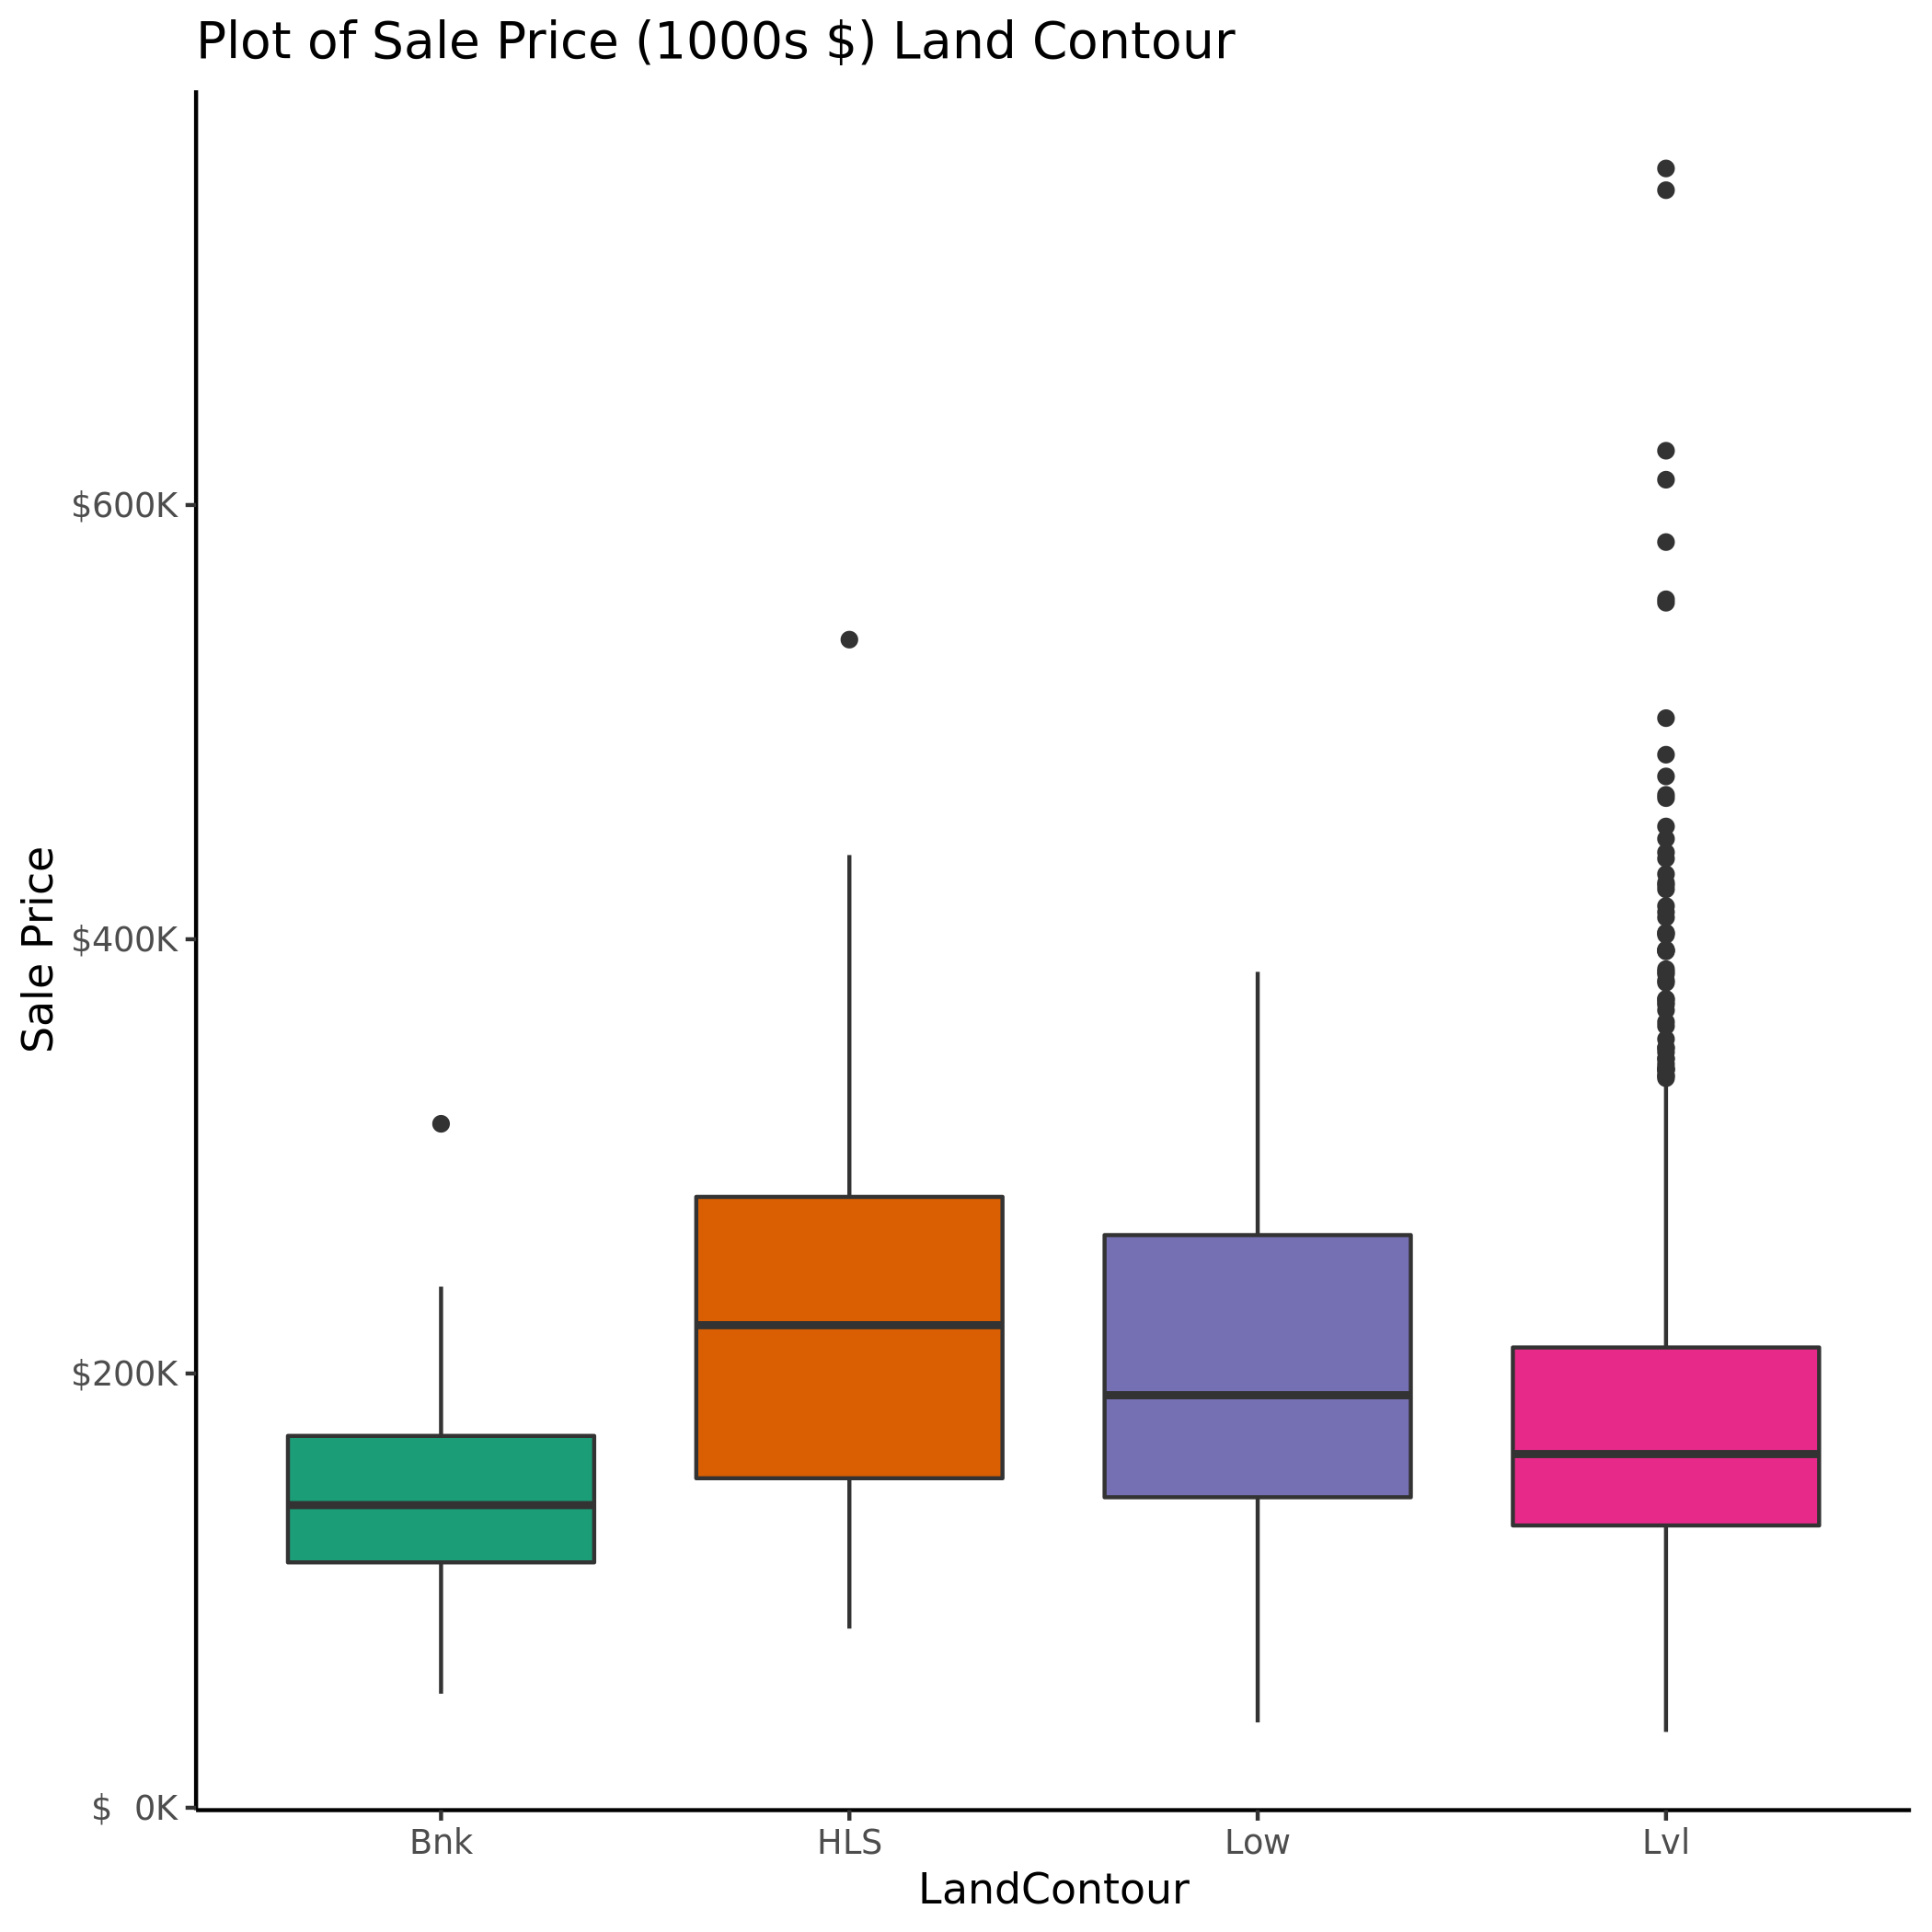 Plot of Sale Price (1000s $) Land Contour
Sale Price
$600K
$400K
$200K
$  0K
Bnk
HLS
Low
Lvl
LandContour